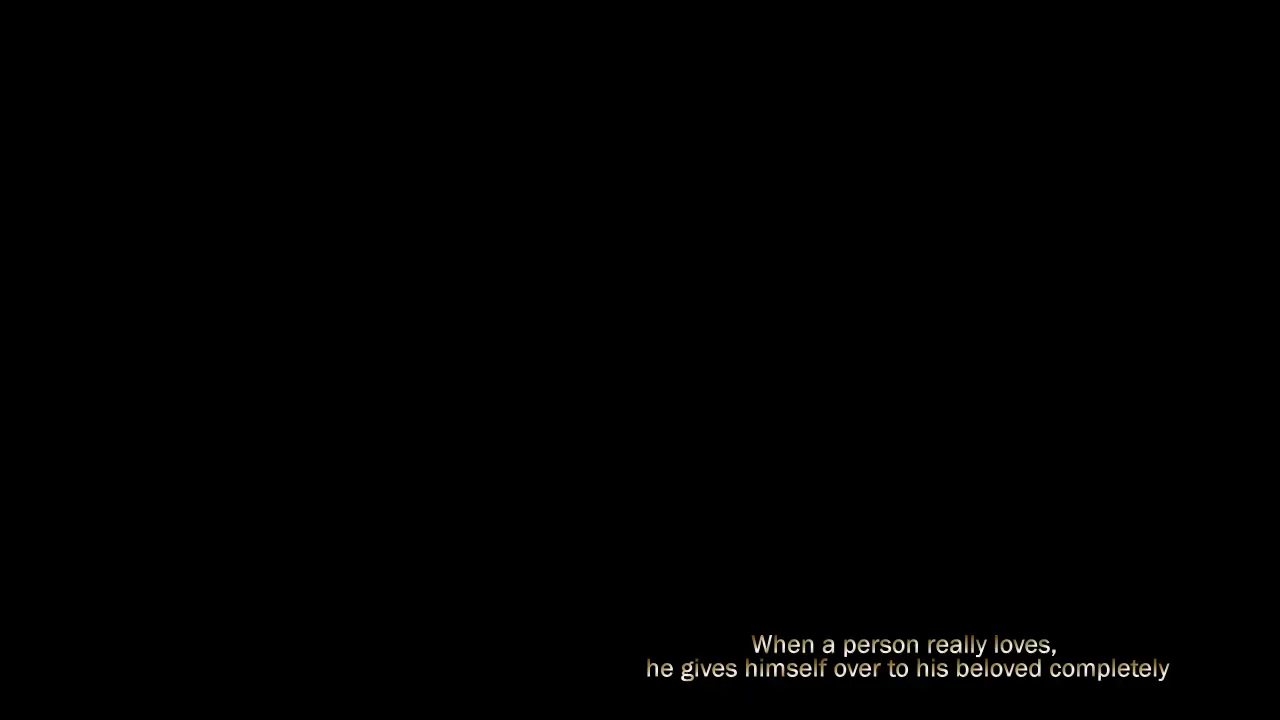 When a person really loves,
he gives himself over to his beloved completely